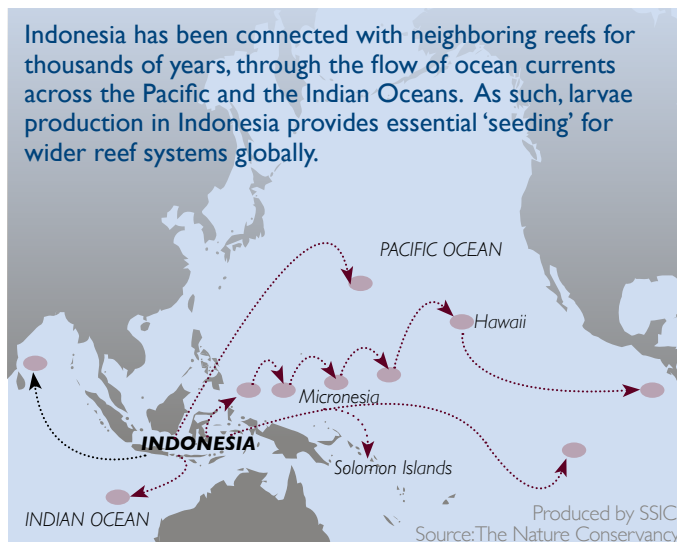 Indonesia has been connected with neighboring reefs for
thousands of years, through the flow of ocean currents
across the Pacific and the Indian Oceans. As such, larvae
production in Indonesia provides essential ‘seeding’ for
wider reef systems globally.
PACIFIC OCEAN
Hawaii
Micronesia
INDONESIA
Solomon Islands
INDIAN OCEAN
Produced by SSIC
Source: The Nature Conservancy